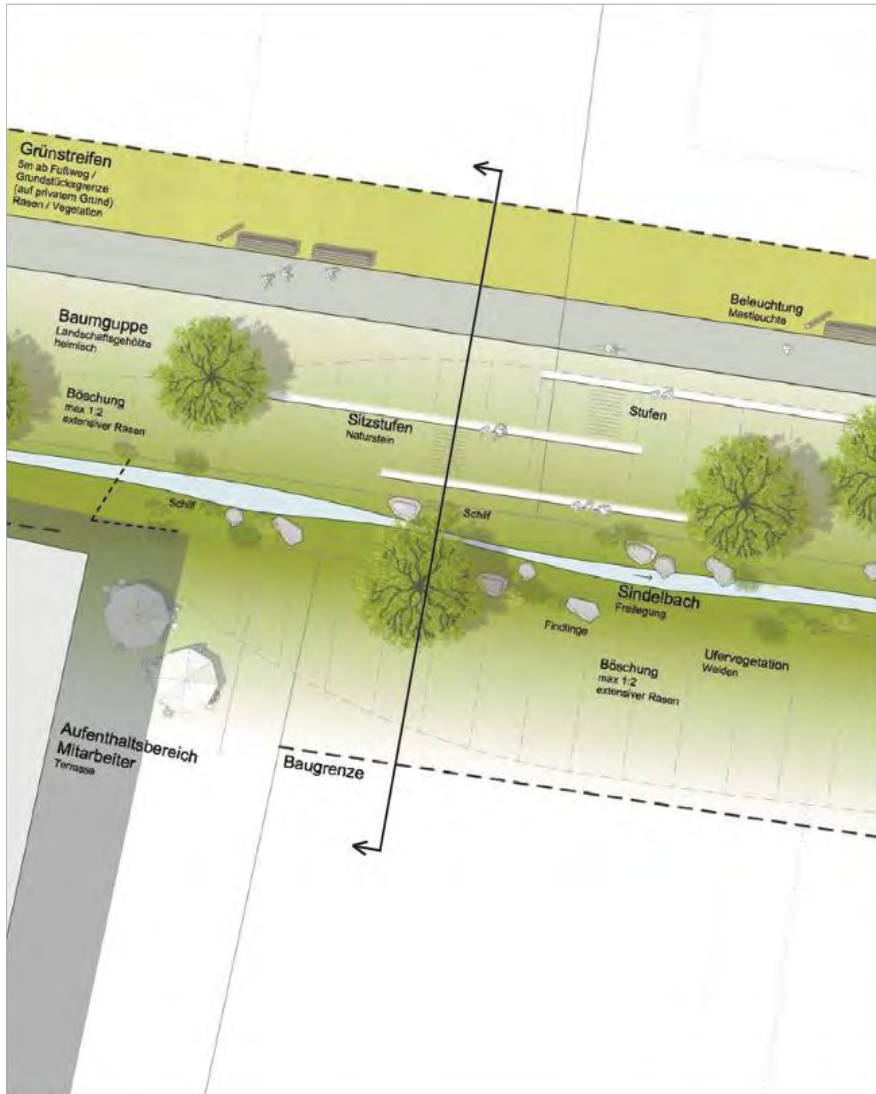 Grünstreifen
5m ab Fußweg /
Grundstücksgrenze
(auf privatem Grund)
Rasen / Vegetation
Beleuchtung
Mastleuchte
Baumguppe
Landschaftsgehölze
heimisch
Böschung
max 1:2
extensiver Rasen
Sitzstufen
Naturstein
Stufen
Schilf
Schilf
Sindelbach
Freilegung
Findlinge
Ufervegetation
Weiden
Böschung
max 1:2
extensiver Rasen
Aufenthaltsbereich
Mitarbeiter
Terrasse
Baugrenze